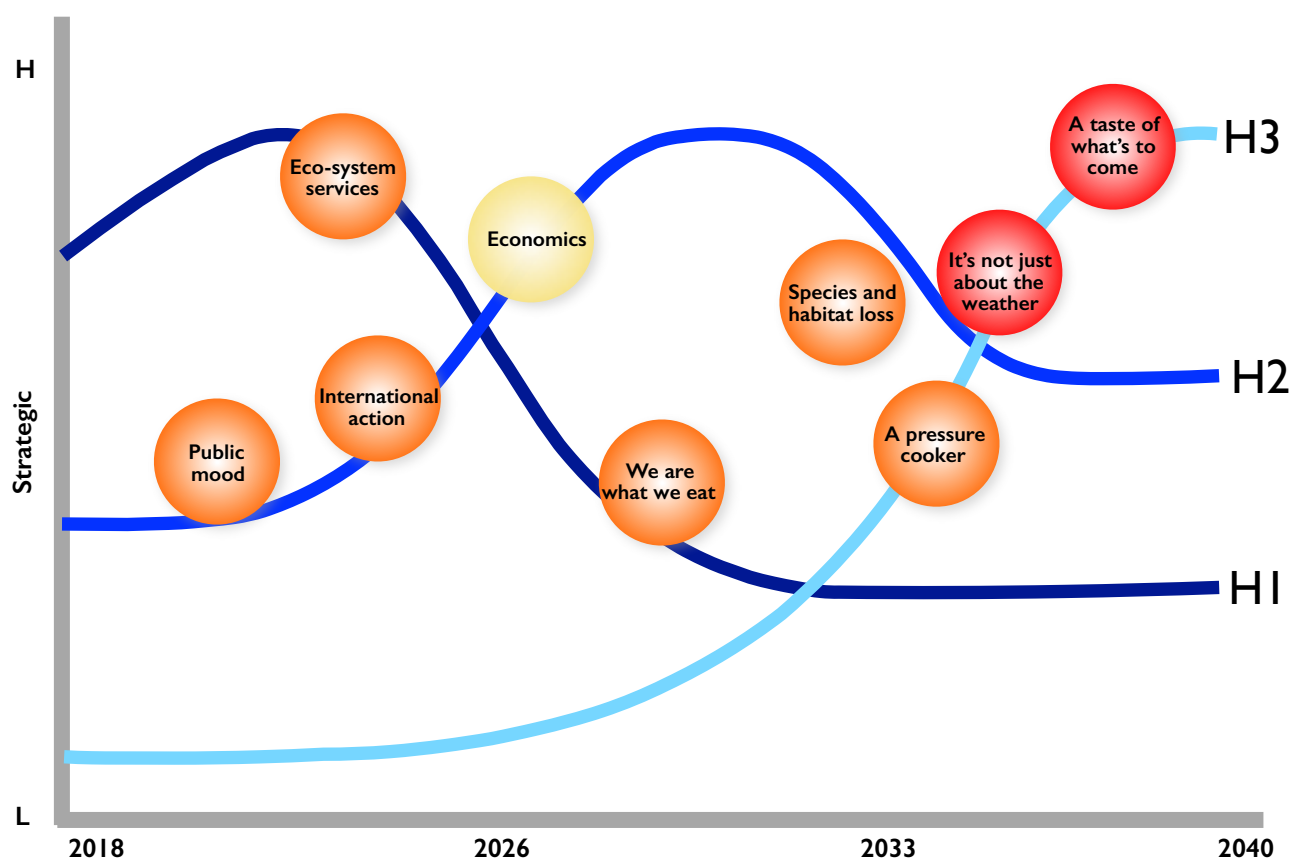 H
A taste of
what's to
come
H3
Eco-system
services
Economics
It's not just
about the
weather
Species and
habitat loss
H2
International
action
Strategic
Public
mood
A pressure
cooker
We are
what we eat
H1
L
2018
2026
2033
2040